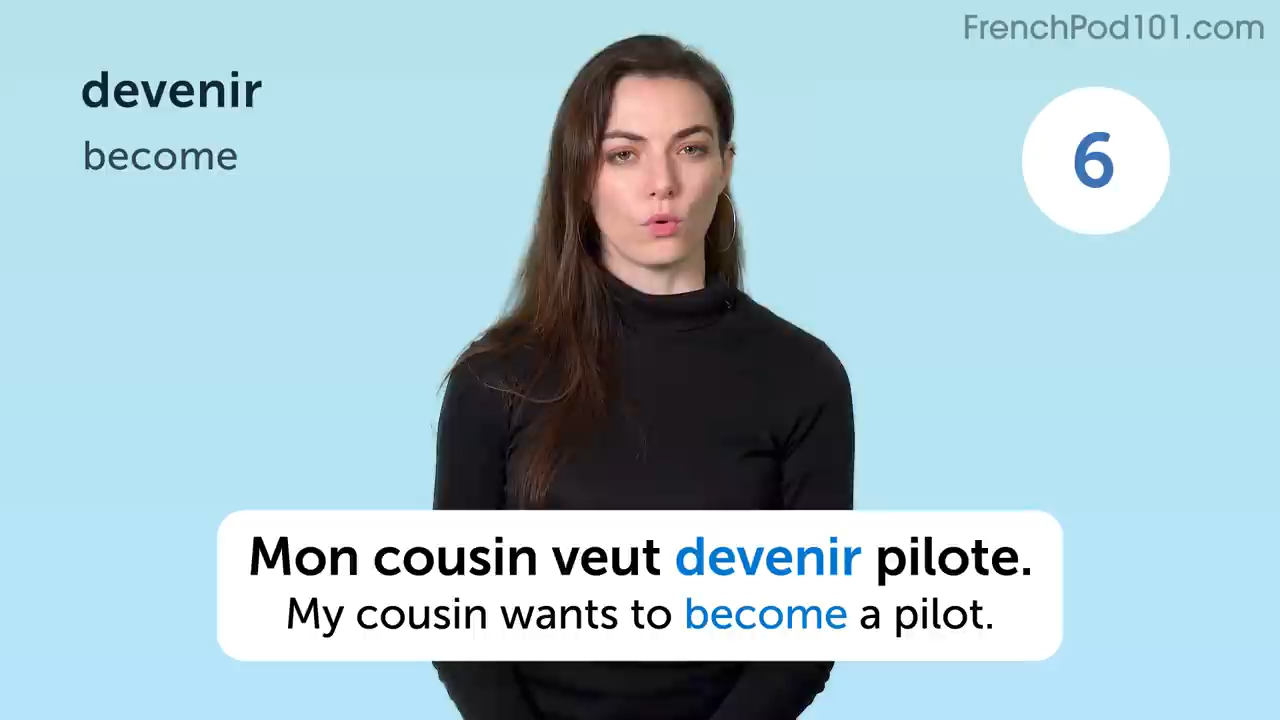 FrenchPod101.com
devenir
become
6
Mon cousin veut devenir pilote.
My cousin wants to become a pilot.